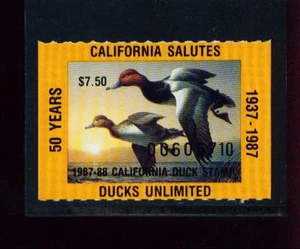 CALIFORNIA SALUTES
50 YEARS
$7.50
1937-1987
1987-88 CALIFORNIA DUCK STAMP
DUCKS UNLIMITED